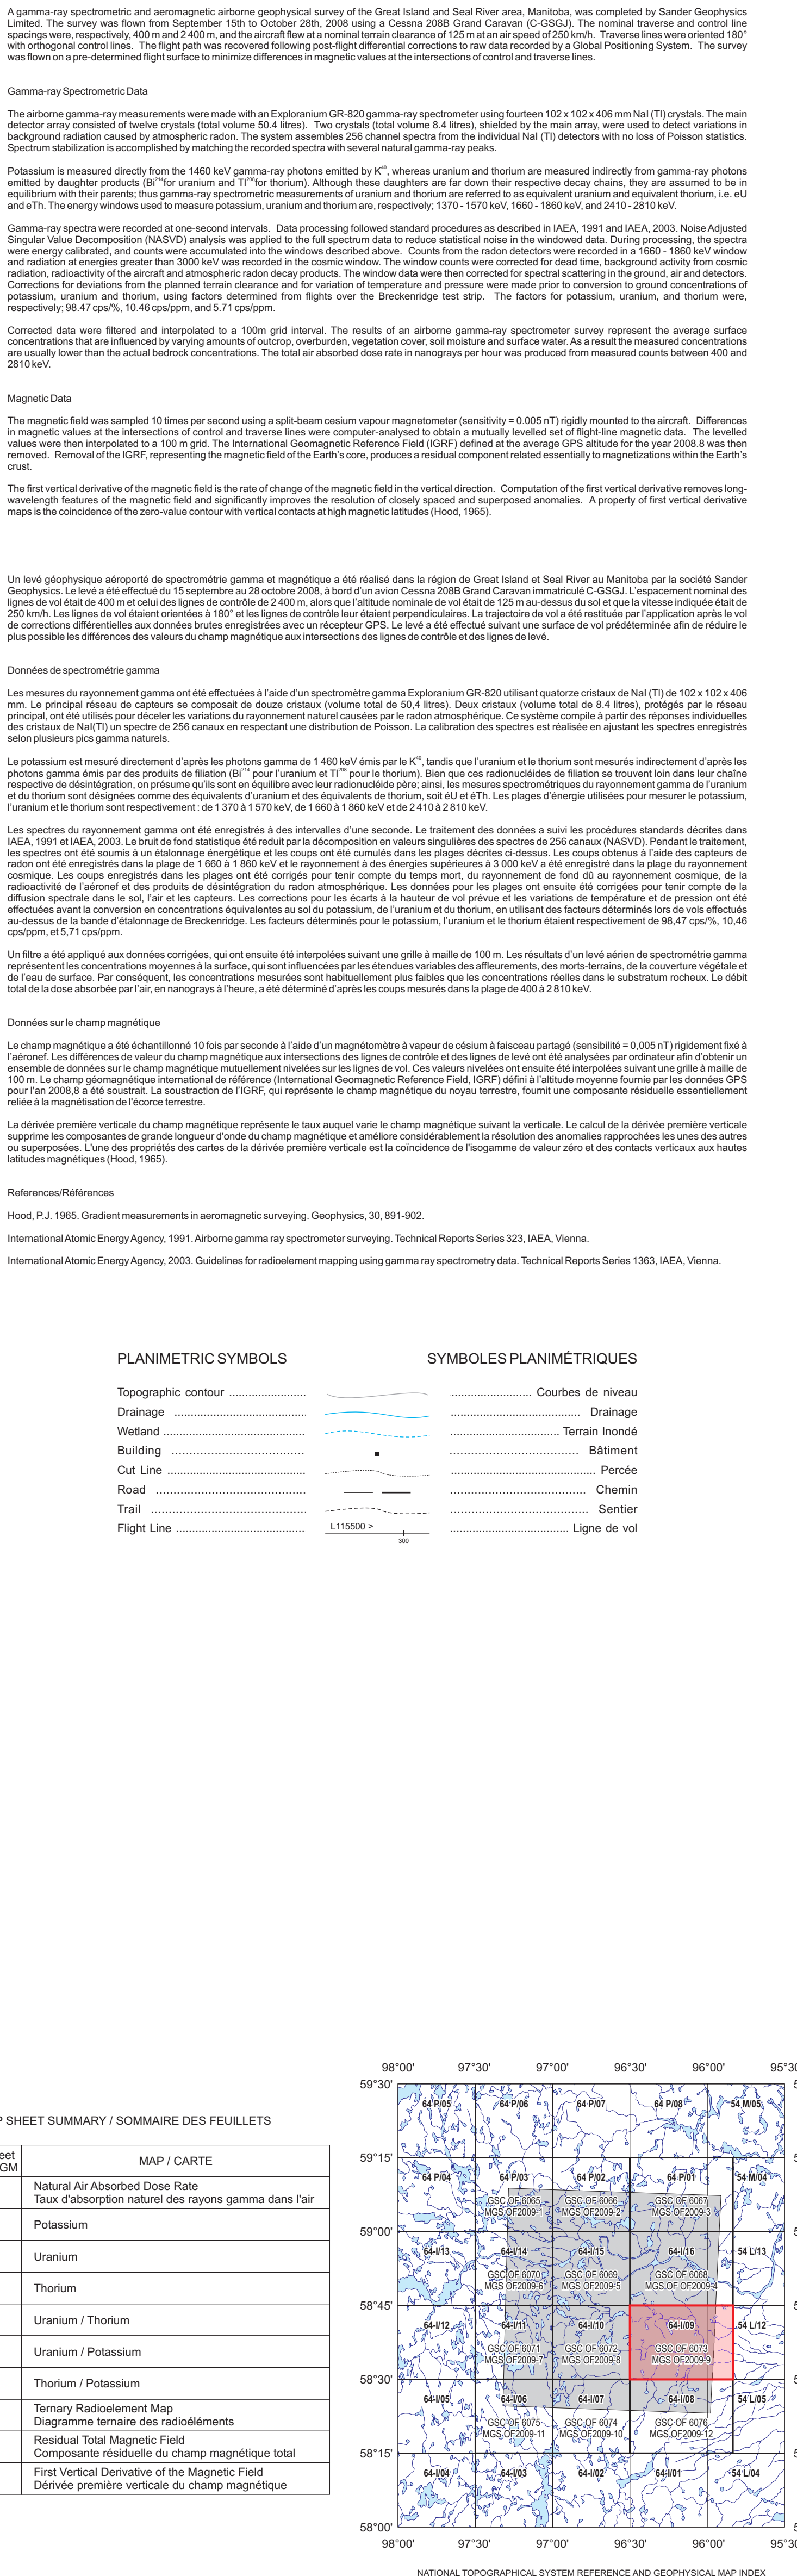 A gamma-ray spectrometric and aeromagnetic airborne geophysical survey of the Great Island and Seal River area, Manitoba, was completed by Sander Geophysics
Limited. The survey was flown from September 15th to October 28th, 2008 using a Cessna 208B Grand Caravan (C-GSGJ). The nominal traverse and control line
spacings were, respectively, 400 m and 2 400 m, and the aircraft flew at a nominal terrain clearance of 125 m at an air speed of 250 km/h. Traverse lines were oriented 180°
with orthogonal control lines. The flight path was recovered following post-flight differential corrections to raw data recorded by a Global Positioning System. The survey
was flown on a pre-determined flight surface to minimize differences in magnetic values at the intersections of control and traverse lines.
Gamma-ray Spectrometric Data
The airborne gamma-ray measurements were made with an Exploranium GR-820 gamma-ray spectrometer using fourteen 102 x 102 x 406 mm NaI (Tl) crystals. The main
detector array consisted of twelve crystals (total volume 50.4 litres). Two crystals (total volume 8.4 litres), shielded by the main array, were used to detect variations in
background radiation caused by atmospheric radon. The system assembles 256 channel spectra from the individual NaI (Tl) detectors with no loss of Poisson statistics.
Spectrum stabilization is accomplished by matching the recorded spectra with several natural gamma-ray peaks.
Potassium is measured directly from the 1460 keV gamma-ray photons emitted by K⁴⁰, whereas uranium and thorium are measured indirectly from gamma-ray photons
emitted by daughter products (Bi²¹⁴for uranium and Tl²⁰⁸for thorium). Although these daughters are far down their respective decay chains, they are assumed to be in
equilibrium with their parents; thus gamma-ray spectrometric measurements of uranium and thorium are referred to as equivalent uranium and equivalent thorium, i.e. eU
and eTh. The energy windows used to measure potassium, uranium and thorium are, respectively; 1370 - 1570 keV, 1660 - 1860 keV, and 2410 - 2810 keV.
Gamma-ray spectra were recorded at one-second intervals. Data processing followed standard procedures as described in IAEA, 1991 and IAEA, 2003. Noise Adjusted
Singular Value Decomposition (NASVD) analysis was applied to the full spectrum data to reduce statistical noise in the windowed data. During processing, the spectra
were energy calibrated, and counts were accumulated into the windows described above. Counts from the radon detectors were recorded in a 1660 - 1860 keV window
and radiation at energies greater than 3000 keV was recorded in the cosmic window. The window counts were corrected for dead time, background activity from cosmic
radiation, radioactivity of the aircraft and atmospheric radon decay products. The window data were then corrected for spectral scattering in the ground, air and detectors.
Corrections for deviations from the planned terrain clearance and for variation of temperature and pressure were made prior to conversion to ground concentrations of
potassium, uranium and thorium, using factors determined from flights over the Breckenridge test strip. The factors for potassium, uranium, and thorium were,
respectively; 98.47 cps/%, 10.46 cps/ppm, and 5.71 cps/ppm.
Corrected data were filtered and interpolated to a 100m grid interval. The results of an airborne gamma-ray spectrometer survey represent the average surface
concentrations that are influenced by varying amounts of outcrop, overburden, vegetation cover, soil moisture and surface water. As a result the measured concentrations
are usually lower than the actual bedrock concentrations. The total air absorbed dose rate in nanograys per hour was produced from measured counts between 400 and
2810 keV.
Magnetic Data
The magnetic field was sampled 10 times per second using a split-beam cesium vapour magnetometer (sensitivity = 0.005 nT) rigidly mounted to the aircraft. Differences
in magnetic values at the intersections of control and traverse lines were computer-analysed to obtain a mutually levelled set of flight-line magnetic data. The levelled
values were then interpolated to a 100 m grid. The International Geomagnetic Reference Field (IGRF) defined at the average GPS altitude for the year 2008.8 was then
removed. Removal of the IGRF, representing the magnetic field of the Earth's core, produces a residual component related essentially to magnetizations within the Earth's
crust.
The first vertical derivative of the magnetic field is the rate of change of the magnetic field in the vertical direction. Computation of the first vertical derivative removes long-
wavelength features of the magnetic field and significantly improves the resolution of closely spaced and superposed anomalies. A property of first vertical derivative
maps is the coincidence of the zero-value contour with vertical contacts at high magnetic latitudes (Hood, 1965).
Un levé géophysique aéroporté de spectrométrie gamma et magnétique a été réalisé dans la région de Great Island et Seal River au Manitoba par la société Sander
Geophysics. Le levé a été effectué du 15 septembre au 28 octobre 2008, à bord d'un avion Cessna 208B Grand Caravan immatriculé C-GSGJ. L'espacement nominal des
lignes de vol était de 400 m et celui des lignes de contrôle de 2 400 m, alors que l'altitude nominale de vol était de 125 m au-dessus du sol et que la vitesse indiquée était de
250 km/h. Les lignes de vol étaient orientées à 180° et les lignes de contrôle leur étaient perpendiculaires. La trajectoire de vol a été restituée par l'application après le vol
de corrections différentielles aux données brutes enregistrées avec un récepteur GPS. Le levé a été effectué suivant une surface de vol prédéterminée afin de réduire le
plus possible les différences des valeurs du champ magnétique aux intersections des lignes de contrôle et des lignes de levé.
Données de spectrométrie gamma
Les mesures du rayonnement gamma ont été effectuées à l'aide d'un spectromètre gamma Exploranium GR-820 utilisant quatorze cristaux de NaI (Tl) de 102 x 102 x 406
mm. Le principal réseau de capteurs se composait de douze cristaux (volume total de 50,4 litres). Deux cristaux (volume total de 8.4 litres), protégés par le réseau
principal, ont été utilisés pour déceler les variations du rayonnement naturel causées par le radon atmosphérique. Ce système compile à partir des réponses individuelles
des cristaux de NaI(Tl) un spectre de 256 canaux en respectant une distribution de Poisson. La calibration des spectres est réalisée en ajustant les spectres enregistrés
selon plusieurs pics gamma naturels.
Le potassium est mesuré directement d'après les photons gamma de 1 460 keV émis par le K⁴⁰, tandis que l'uranium et le thorium sont mesurés indirectement d'après les
photons gamma émis par des produits de filiation (Bi²¹⁴ pour l'uranium et Tl²⁰⁸ pour le thorium). Bien que ces radionucléides de filiation se trouvent loin dans leur chaîne
respective de désintégration, on présume qu'ils sont en équilibre avec leur radionucléide père; ainsi, les mesures spectrométriques du rayonnement gamma de l'uranium
et du thorium sont désignées comme des équivalents d'uranium et des équivalents de thorium, soit éU et éTh. Les plages d'énergie utilisées pour mesurer le potassium,
l'uranium et le thorium sont respectivement : de 1 370 à 1 570 keV, de 1 660 à 1 860 keV et de 2 410 à 2 810 keV.
Les spectres du rayonnement gamma ont été enregistrés à des intervalles d'une seconde. Le traitement des données a suivi les procédures standards décrites dans
IAEA, 1991 et IAEA, 2003. Le bruit de fond statistique été réduit par la décomposition en valeurs singulières des spectres de 256 canaux (NASVD). Pendant le traitement,
les spectres ont été soumis à un étalonnage énergétique et les coups ont été cumulés dans les plages décrites ci-dessus. Les coups obtenus à l'aide des capteurs de
radon ont été enregistrés dans la plage de 1 660 à 1 860 keV et le rayonnement à des énergies supérieures à 3 000 keV a été enregistré dans la plage du rayonnement
cosmique. Les coups enregistrés dans les plages ont été corrigés pour tenir compte du temps mort, du rayonnement de fond dû au rayonnement cosmique, de la
radioactivité de l'aéronef et des produits de désintégration du radon atmosphérique. Les données pour les plages ont ensuite été corrigées pour tenir compte de la
diffusion spectrale dans le sol, l'air et les capteurs. Les corrections pour les écarts à la hauteur de vol prévue et les variations de température et de pression ont été
effectuées avant la conversion en concentrations équivalentes au sol du potassium, de l'uranium et du thorium, en utilisant des facteurs déterminés lors de vols effectués
au-dessus de la bande d'étalonnage de Breckenridge. Les facteurs déterminés pour le potassium, l'uranium et le thorium étaient respectivement de 98,47 cps/%, 10,46
cps/ppm, et 5,71 cps/ppm.
Un filtre a été appliqué aux données corrigées, qui ont ensuite été interpolées suivant une grille à maille de 100 m. Les résultats d'un levé aérien de spectrométrie gamma
représentent les concentrations moyennes à la surface, qui sont influencées par les étendues variables des affleurements, des morts-terrains, de la couverture végétale et
de l'eau de surface. Par conséquent, les concentrations mesurées sont habituellement plus faibles que les concentrations réelles dans le substratum rocheux. Le débit
total de la dose absorbée par l'air, en nanograys à l'heure, a été déterminé d'après les coups mesurés dans la plage de 400 à 2 810 keV.
Données sur le champ magnétique
Le champ magnétique a été échantillonné 10 fois par seconde à l'aide d'un magnétomètre à vapeur de césium à faisceau partagé (sensibilité = 0,005 nT) rigidement fixé à
l'aéronef. Les différences de valeur du champ magnétique aux intersections des lignes de contrôle et des lignes de levé ont été analysées par ordinateur afin d'obtenir un
ensemble de données sur le champ magnétique mutuellement nivelées sur les lignes de vol. Ces valeurs nivelées ont ensuite été interpolées suivant une grille à maille de
100 m. Le champ géomagnétique international de référence (International Geomagnetic Reference Field, IGRF) défini à l'altitude moyenne fournie par les données GPS
pour l'an 2008,8 a été soustrait. La soustraction de l'IGRF, qui représente le champ magnétique du noyau terrestre, fournit une composante résiduelle essentiellement
reliée à la magnétisation de l'écorce terrestre.
La dérivée première verticale du champ magnétique représente le taux auquel varie le champ magnétique suivant la verticale. Le calcul de la dérivée première verticale
supprime les composantes de grande longueur d'onde du champ magnétique et améliore considérablement la résolution des anomalies rapprochées les unes des autres
ou superposées. L'une des propriétés des cartes de la dérivée première verticale est la coïncidence de l'isogamme de valeur zéro et des contacts verticaux aux hautes
latitudes magnétiques (Hood, 1965).
References/Références
Hood, P.J. 1965. Gradient measurements in aeromagnetic surveying. Geophysics, 30, 891-902.
International Atomic Energy Agency, 1991. Airborne gamma ray spectrometer surveying. Technical Reports Series 323, IAEA, Vienna.
International Atomic Energy Agency, 2003. Guidelines for radioelement mapping using gamma ray spectrometry data. Technical Reports Series 1363, IAEA, Vienna.
PLANIMETRIC SYMBOLS SYMBOLES PLANIMÉTRIQUES
Topographic contour ........................ ......................... Courbes de niveau
Drainage ........................................ ........................................ Drainage
Wetland ............................................ .................................. Terrain Inondé
Building ......................................... ....................................... Bâtiment
Cut Line ........................................... ............................................. Percée
Road .............................................. ......................................... Chemin
Trail ............................................... .......................................... Sentier
Flight Line ........................................ L115500 > ..................................... Ligne de vol
300
P SHEET SUMMARY / SOMMAIRE DES FEUILLETS
eet
GM
MAP / CARTE
Natural Air Absorbed Dose Rate
Taux d'absorption naturel des rayons gamma dans l'air
Potassium
Uranium
Thorium
Uranium / Thorium
Uranium / Potassium
Thorium / Potassium
Ternary Radioelement Map
Diagramme ternaire des radioéléments
Residual Total Magnetic Field
Composante résiduelle du champ magnétique total
First Vertical Derivative of the Magnetic Field
Dérivée première verticale du champ magnétique
98°00' 97°30' 97°00' 96°30' 96°00' 95°30
59°30'
64 P/05 64 P/06 64 P/07 64 P/08 54 M/05
59°15'
64 P/04 64 P/03 64 P/02 64 P/01 54 M/04
GSC OF 6065 GSC OF 6066 GSC OF 6067
MGS OF2009-1 MGS OF2009-2 MGS OF2009-3
59°00'
64-I/13 64-I/14 64-I/15 64-I/16 54 L/13
GSC OF 6070 GSC OF 6069 GSC OF 6068
MGS OF2009-6 MGS OF2009-5 MGS OF OF2009-4
58°45'
64-I/12 64-I/11 64-I/10 64-I/09 54 L/12
GSC OF 6071 GSC OF 6072 GSC OF 6073
MGS OF2009-7 MGS OF2009-8 MGS OF2009-9
58°30'
64-I/05 64-I/06 64-I/07 64-I/08 54 L/05
GSC OF 6075 GSC OF 6074 GSC OF 6076
MGS OF2009-11 MGS OF2009-10 MGS OF2009-12
58°15'
64-I/04 64-I/03 64-I/02 64-I/01 54 L/04
58°00'
98°00' 97°30' 97°00' 96°30' 96°00' 95°30
NATIONAL TOPOGRAPHICAL SYSTEM REFERENCE AND GEOPHYSICAL MAP INDEX